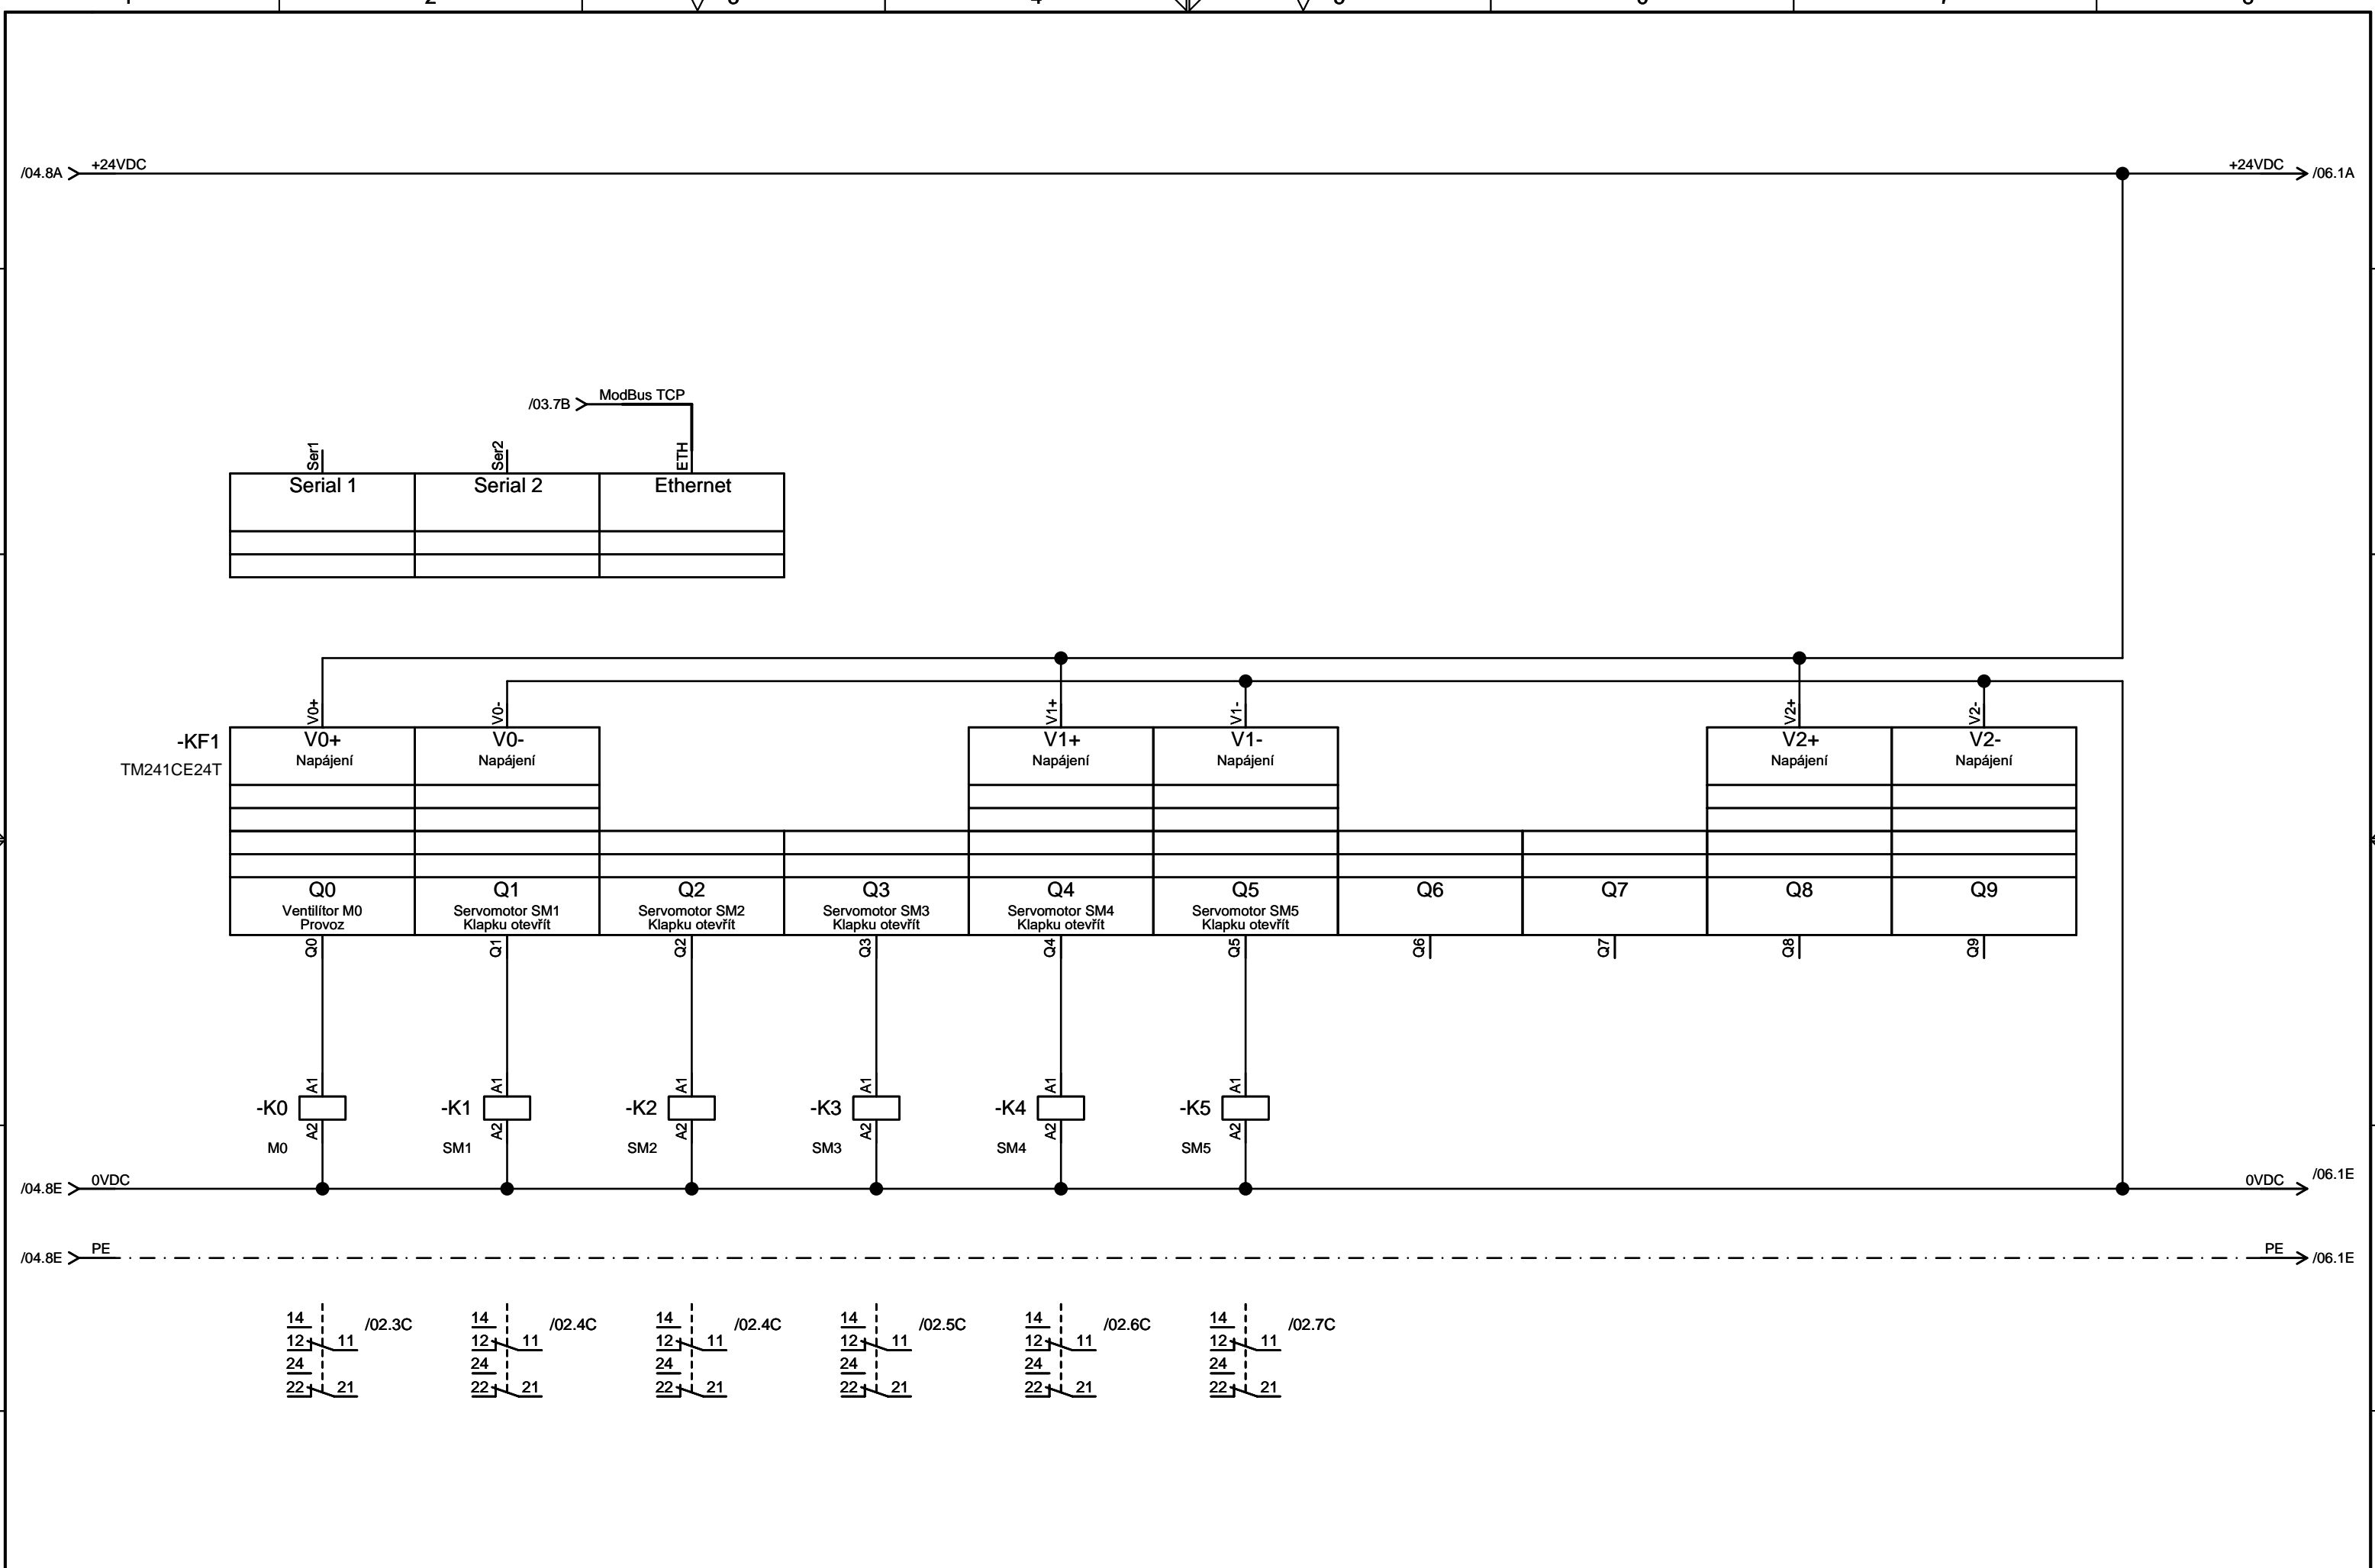 2
4
/04.8A
+24VDC
+24VDC
/06.1A
/03.7B
ModBus TCP
Ser1
Ser2
ETH
Serial 1
Serial 2
Ethernet
V0+
V0-
V1+
V1-
V2+
V2-
-KF1
TM241CE24T
V0+
Napájení
V0-
Napájení
V1+
Napájení
V1-
Napájení
V2+
Napájení
V2-
Napájení
Q0
Ventilítor M0
Provoz
Q1
Servomotor SM1
Klapku otevřít
Q2
Servomotor SM2
Klapku otevřít
Q3
Servomotor SM3
Klapku otevřít
Q4
Servomotor SM4
Klapku otevřít
Q5
Servomotor SM5
Klapku otevřít
Q6
Q7
Q8
Q9
Q0
Q1
Q2
Q3
Q4
Q5
Q6
Q7
Q8
Q9
-K0
A1
A2
M0
-K1
A1
A2
SM1
-K2
A1
A2
SM2
-K3
A1
A2
SM3
-K4
A1
A2
SM4
-K5
A1
A2
SM5
/04.8E
0VDC
0VDC
/06.1E
/04.8E
PE
PE
/06.1E
14
12 11
24
22 21
/02.3C
14
12 11
24
22 21
/02.4C
14
12 11
24
22 21
/02.4C
14
12 11
24
22 21
/02.5C
14
12 11
24
22 21
/02.6C
14
12 11
24
22 21
/02.7C